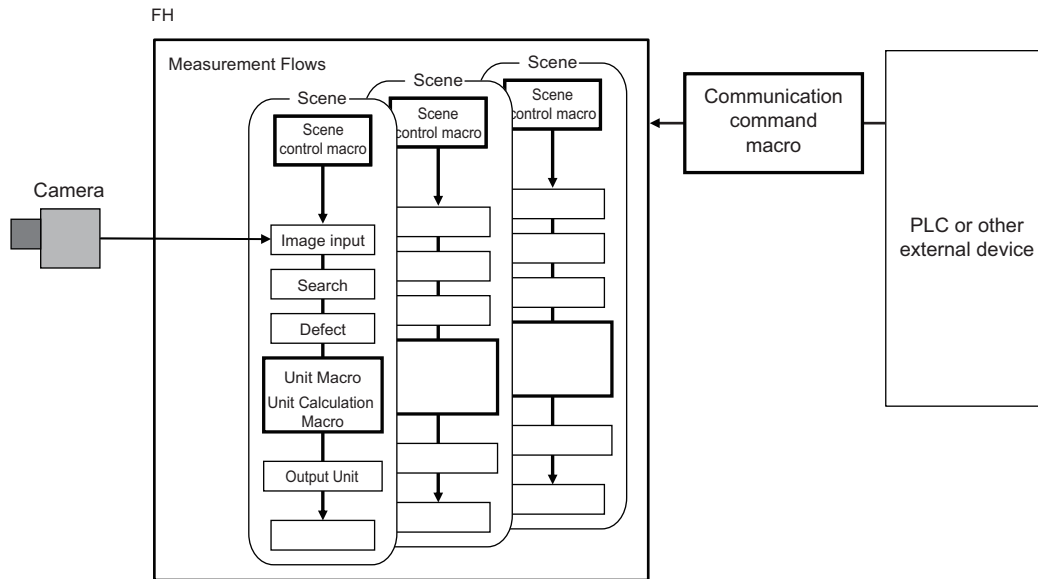 FH
Measurement Flows
Scene
Scene
Scene
Scene
control macro
Scene
control macro
Scene
control macro
Communication
command
macro
Camera
PLC or other
external device
Image input
Search
Defect
Unit Macro
Unit Calculation
Macro
Output Unit